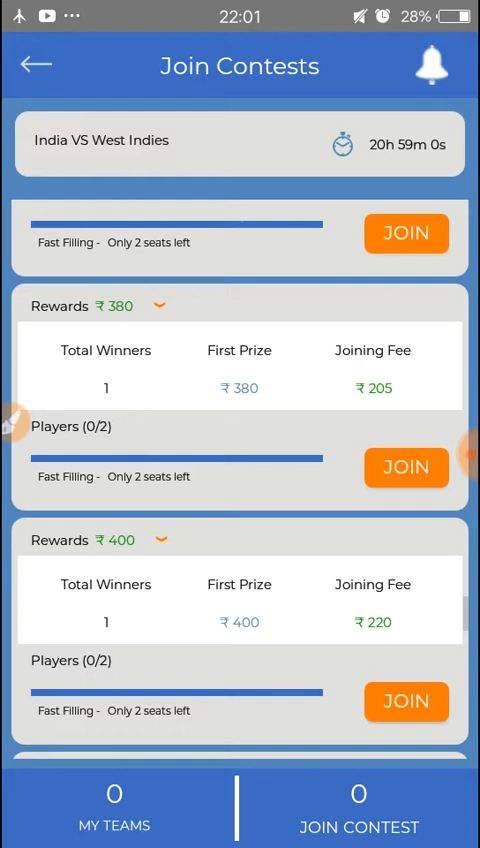 22:01
28%
Join Contests
India VS West Indies
20h 59m 0s
Fast Filling - Only 2 seats left
JOIN
Rewards ₹ 380
Total Winners First Prize Joining Fee
1 ₹ 380 ₹ 205
Players (0/2)
Fast Filling - Only 2 seats left
JOIN
Rewards ₹ 400
Total Winners First Prize Joining Fee
1 ₹ 400 ₹ 220
Players (0/2)
Fast Filling - Only 2 seats left
JOIN
0 0
MY TEAMS JOIN CONTEST